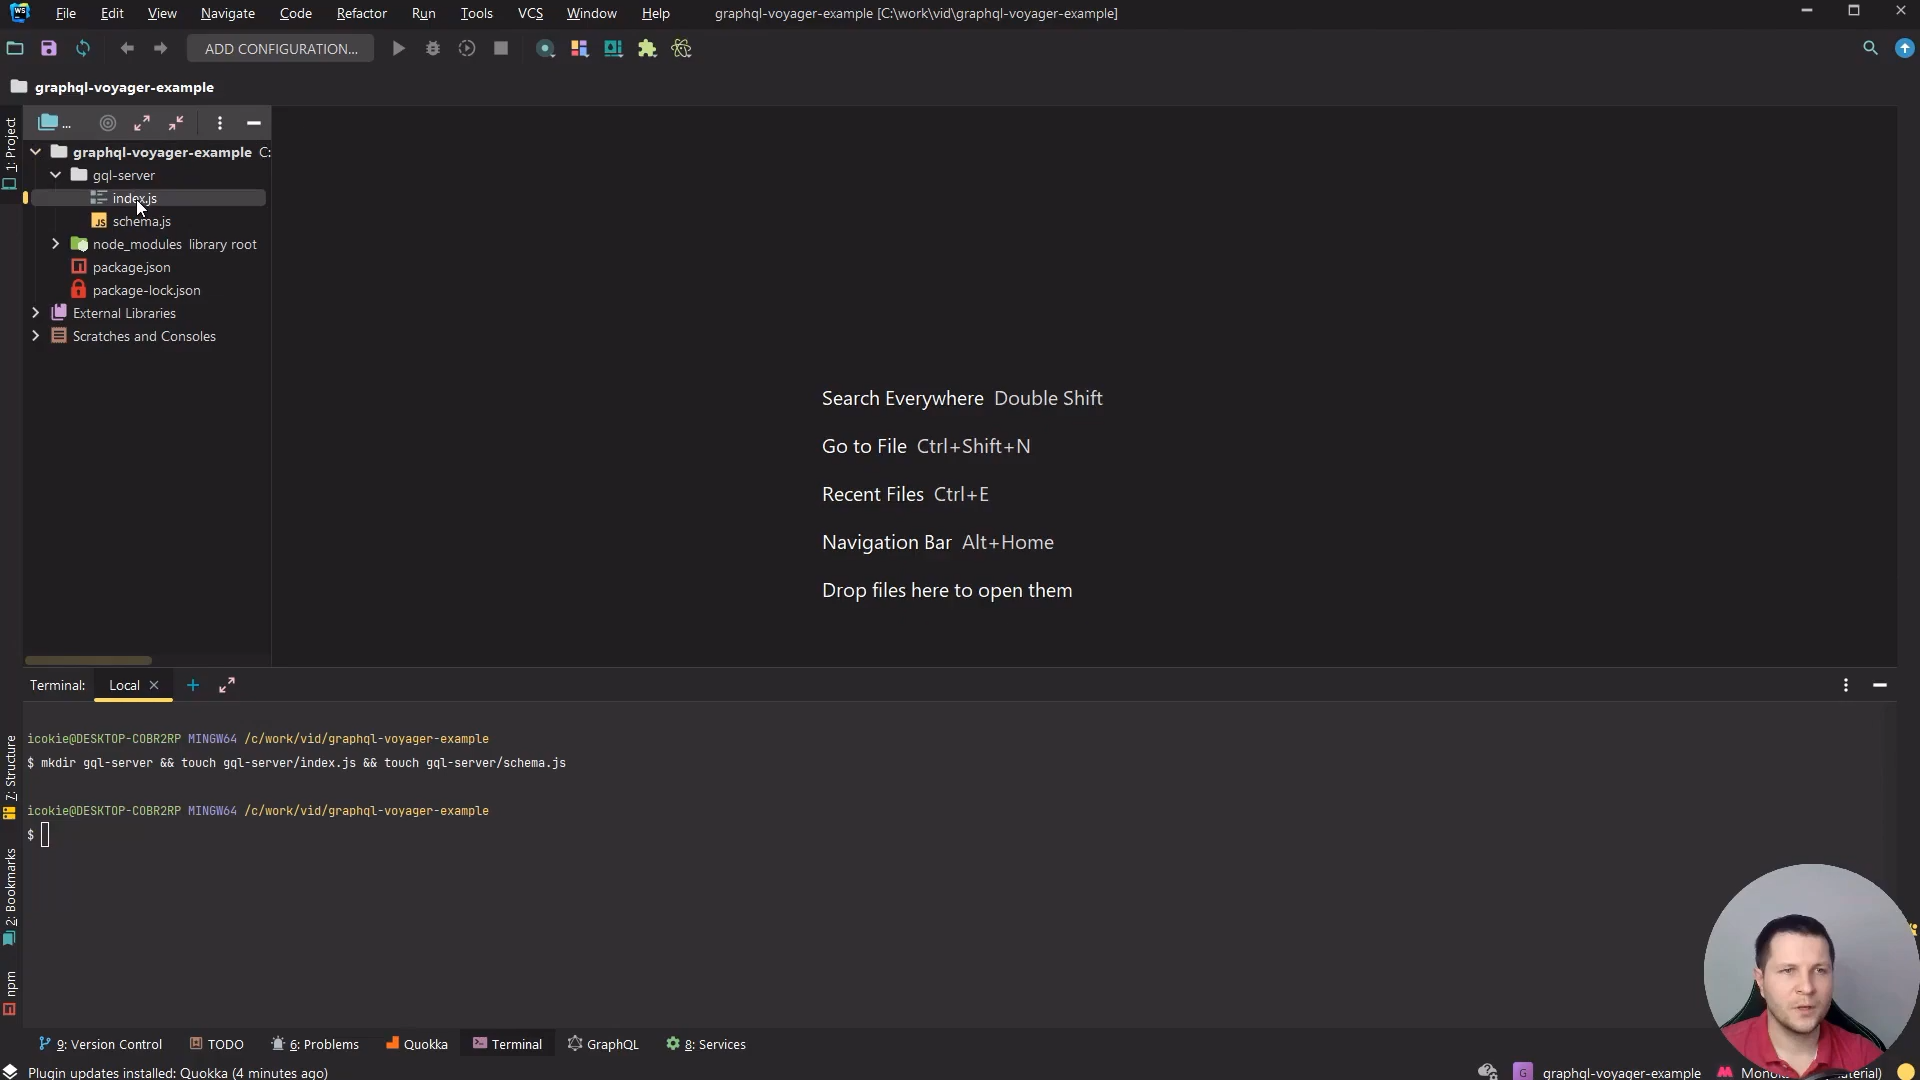 WS File Edit View Navigate Code Refactor Run Tools VCS Window Help graphql-voyager-example [C:\work\vid\graphql-voyager-example]
ADD CONFIGURATION...
graphql-voyager-example
1: Project
...
graphql-voyager-example C:
gql-server
index.js
JS schema.js
node_modules library root
package.json
package-lock.json
External Libraries
Scratches and Consoles
Search Everywhere Double Shift
Go to File Ctrl+Shift+N
Recent Files Ctrl+E
Navigation Bar Alt+Home
Drop files here to open them
Terminal: Local
icokie@DESKTOP-COBR2RP MINGW64 /c/work/vid/graphql-voyager-example
$ mkdir gql-server && touch gql-server/index.js && touch gql-server/schema.js
icokie@DESKTOP-COBR2RP MINGW64 /c/work/vid/graphql-voyager-example
$
7: Structure
2: Bookmarks
npm
9: Version Control TODO 6: Problems Quokka Terminal GraphQL 8: Services
Plugin updates installed: Quokka (4 minutes ago) G graphql-voyager-example